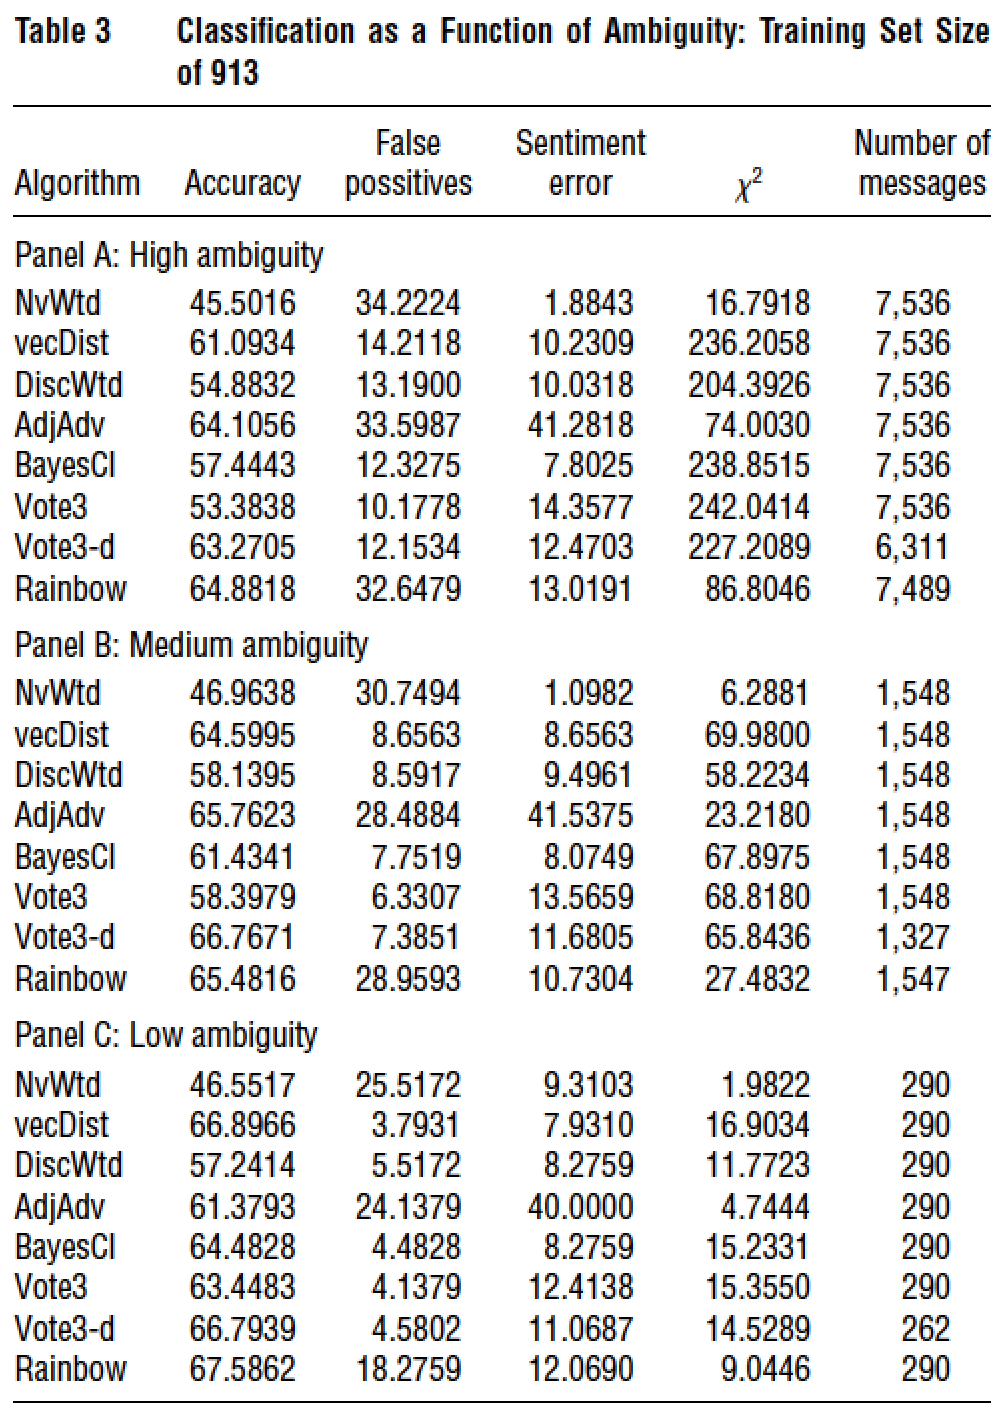 Table 3 Classification as a Function of Ambiguity: Training Set Size
of 913
False Sentiment Number of
Algorithm Accuracy possitives error χ² messages
Panel A: High ambiguity
NvWtd 45.5016 34.2224 1.8843 16.7918 7,536
vecDist 61.0934 14.2118 10.2309 236.2058 7,536
DiscWtd 54.8832 13.1900 10.0318 204.3926 7,536
AdjAdv 64.1056 33.5987 41.2818 74.0030 7,536
BayesCl 57.4443 12.3275 7.8025 238.8515 7,536
Vote3 53.3838 10.1778 14.3577 242.0414 7,536
Vote3-d 63.2705 12.1534 12.4703 227.2089 6,311
Rainbow 64.8818 32.6479 13.0191 86.8046 7,489
Panel B: Medium ambiguity
NvWtd 46.9638 30.7494 1.0982 6.2881 1,548
vecDist 64.5995 8.6563 8.6563 69.9800 1,548
DiscWtd 58.1395 8.5917 9.4961 58.2234 1,548
AdjAdv 65.7623 28.4884 41.5375 23.2180 1,548
BayesCl 61.4341 7.7519 8.0749 67.8975 1,548
Vote3 58.3979 6.3307 13.5659 68.8180 1,548
Vote3-d 66.7671 7.3851 11.6805 65.8436 1,327
Rainbow 65.4816 28.9593 10.7304 27.4832 1,547
Panel C: Low ambiguity
NvWtd 46.5517 25.5172 9.3103 1.9822 290
vecDist 66.8966 3.7931 7.9310 16.9034 290
DiscWtd 57.2414 5.5172 8.2759 11.7723 290
AdjAdv 61.3793 24.1379 40.0000 4.7444 290
BayesCl 64.4828 4.4828 8.2759 15.2331 290
Vote3 63.4483 4.1379 12.4138 15.3550 290
Vote3-d 66.7939 4.5802 11.0687 14.5289 262
Rainbow 67.5862 18.2759 12.0690 9.0446 290